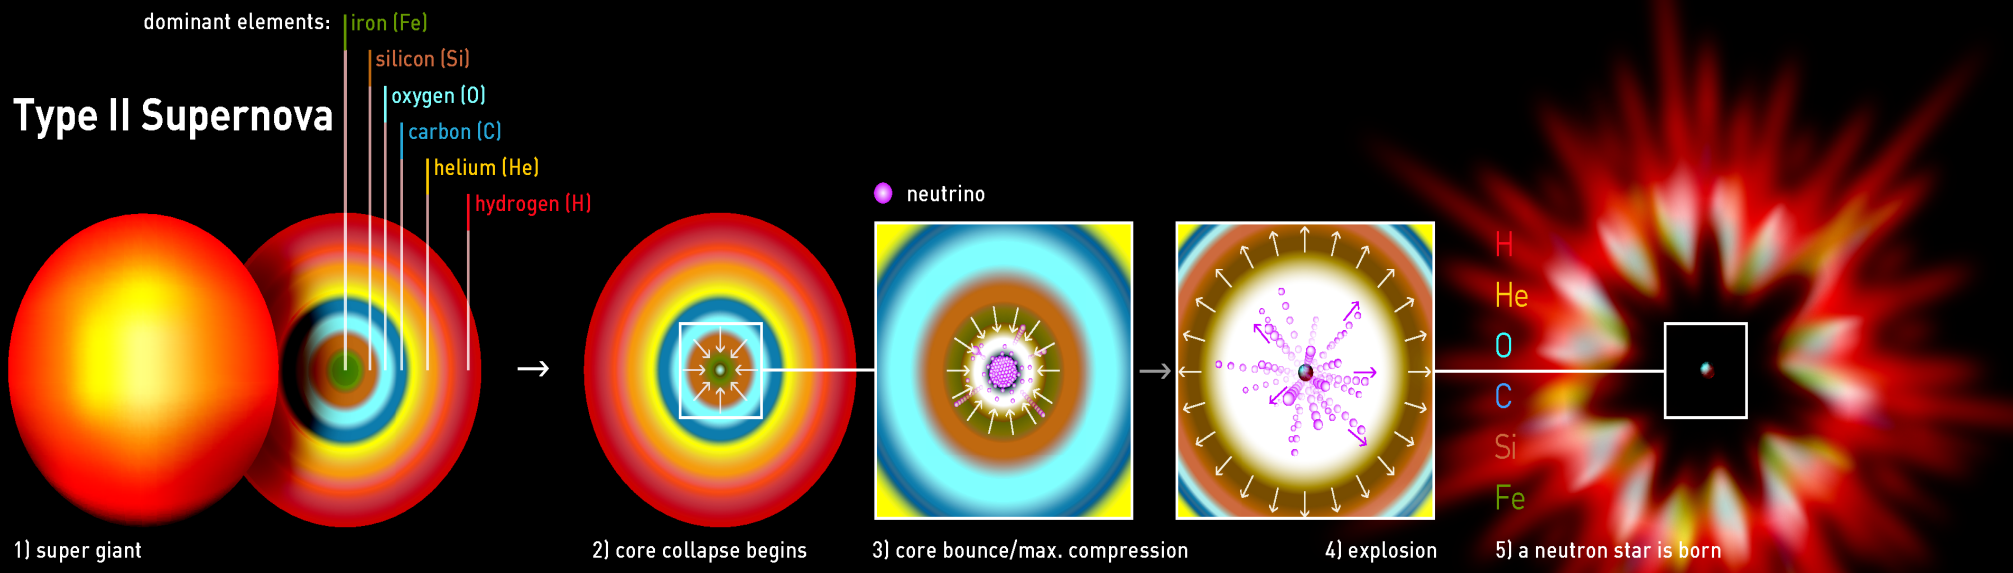 dominant elements:
iron (Fe)
silicon (Si)
oxygen (O)
carbon (C)
helium (He)
hydrogen (H)
Type II Supernova
neutrino
H
He
O
C
Si
Fe
1) super giant
2) core collapse begins
3) core bounce/max. compression
4) explosion
5) a neutron star is born